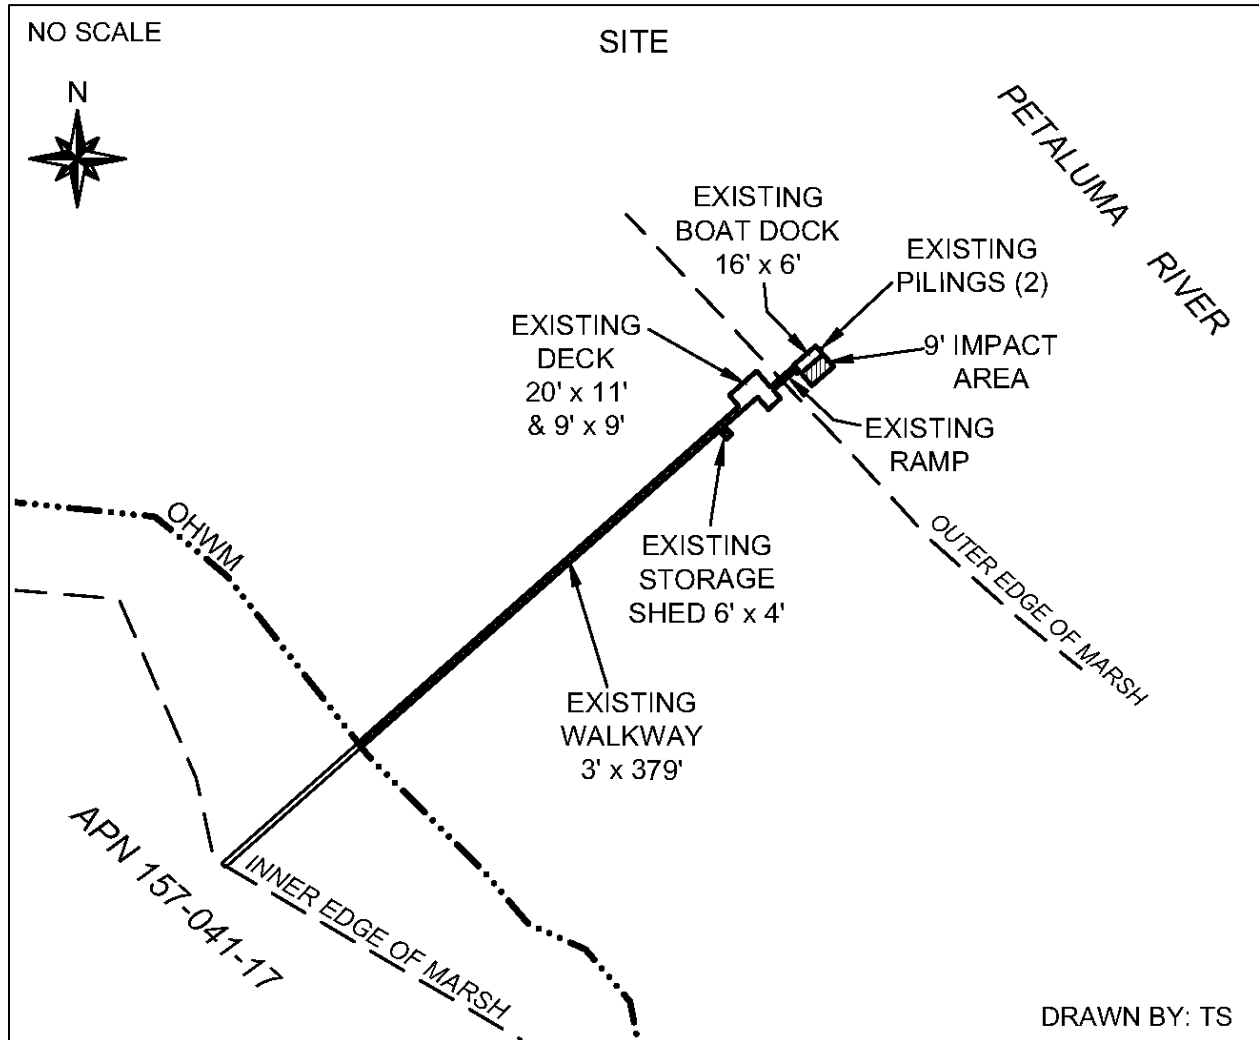 NO SCALE
SITE
N
PETALUMA RIVER
EXISTING
BOAT DOCK
16' x 6'
EXISTING
PILINGS (2)
EXISTING
DECK
20' x 11'
& 9' x 9'
9' IMPACT
AREA
EXISTING
RAMP
OHWM
EXISTING
STORAGE
SHED 6' x 4'
OUTER EDGE OF MARSH
EXISTING
WALKWAY
3' x 379'
APN 157-041-17
INNER EDGE OF MARSH
DRAWN BY: TS